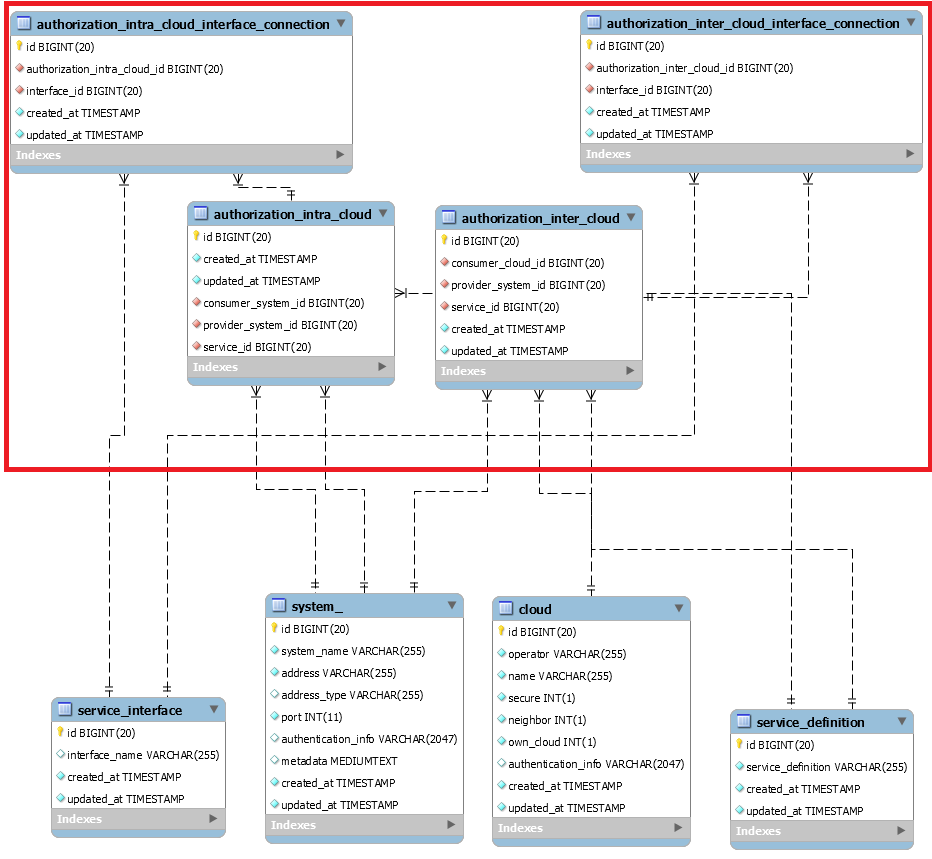 authorization_intra_cloud_interface_connection
id BIGINT(20)
authorization_intra_cloud_id BIGINT(20)
interface_id BIGINT(20)
created_at TIMESTAMP
updated_at TIMESTAMP
Indexes
authorization_inter_cloud_interface_connection
id BIGINT(20)
authorization_inter_cloud_id BIGINT(20)
interface_id BIGINT(20)
created_at TIMESTAMP
updated_at TIMESTAMP
Indexes
authorization_intra_cloud
id BIGINT(20)
created_at TIMESTAMP
updated_at TIMESTAMP
consumer_system_id BIGINT(20)
provider_system_id BIGINT(20)
service_id BIGINT(20)
Indexes
authorization_inter_cloud
id BIGINT(20)
consumer_cloud_id BIGINT(20)
provider_system_id BIGINT(20)
service_id BIGINT(20)
created_at TIMESTAMP
updated_at TIMESTAMP
Indexes
service_interface
id BIGINT(20)
interface_name VARCHAR(255)
created_at TIMESTAMP
updated_at TIMESTAMP
Indexes
system_
id BIGINT(20)
system_name VARCHAR(255)
address VARCHAR(255)
address_type VARCHAR(255)
port INT(11)
authentication_info VARCHAR(2047)
metadata MEDIUMTEXT
created_at TIMESTAMP
updated_at TIMESTAMP
Indexes
cloud
id BIGINT(20)
operator VARCHAR(255)
name VARCHAR(255)
secure INT(1)
neighbor INT(1)
own_cloud INT(1)
authentication_info VARCHAR(2047)
created_at TIMESTAMP
updated_at TIMESTAMP
Indexes
service_definition
id BIGINT(20)
service_definition VARCHAR(255)
created_at TIMESTAMP
updated_at TIMESTAMP
Indexes